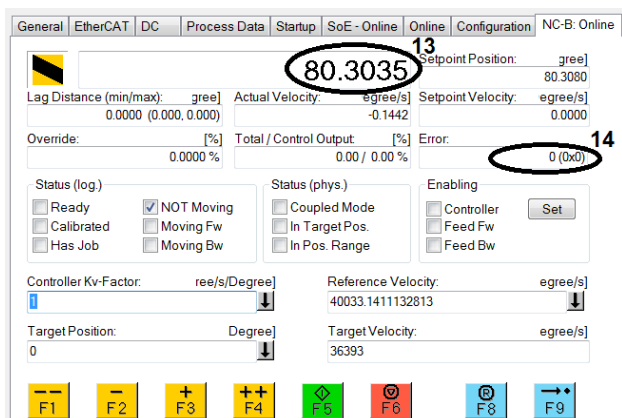 General EtherCAT DC Process Data Startup SoE - Online Online Configuration NC-B: Online
13
80.3035
Setpoint Position: gree]
80.3080
Lag Distance (min/max): gree] Actual Velocity: egree/s] Setpoint Velocity: egree/s]
0.0000 (0.000, 0.000) -0.1442 0.0000
Override: [%] Total / Control Output: [%] Error: 14
0.0000 % 0.00 / 0.00 % 0 (0x0)
Status (log.) Status (phys.) Enabling
Ready NOT Moving Coupled Mode Controller Set
Calibrated Moving Fw In Target Pos. Feed Fw
Has Job Moving Bw In Pos. Range Feed Bw
Controller Kv-Factor: ree/s/Degree] Reference Velocity: egree/s]
1 40033.1411132813
Target Position: Degree] Target Velocity: egree/s]
0 36393
-- - + ++
F1 F2 F3 F4 F5 F6 R F8 F9